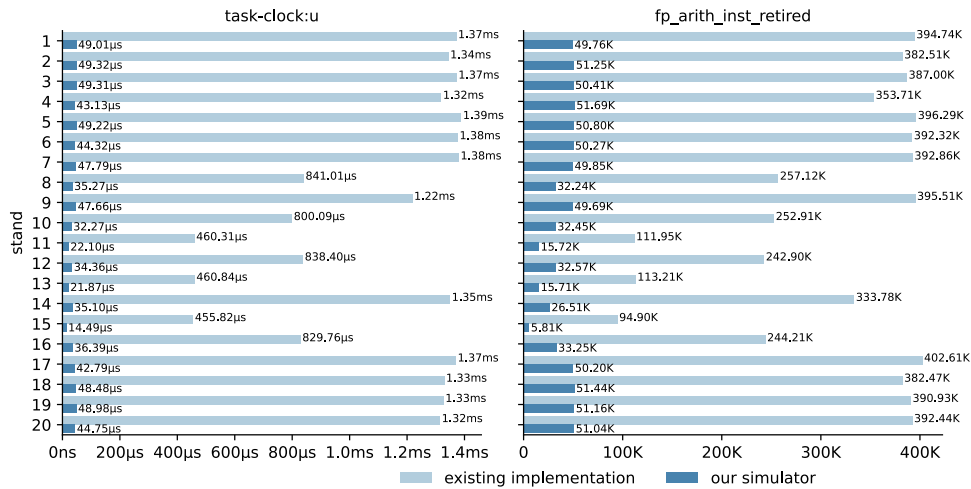 task-clock:u
fp_arith_inst_retired
stand
1
1.37ms
49.01µs
394.74K
49.76K
2
1.34ms
49.32µs
382.51K
51.25K
3
1.37ms
49.31µs
387.00K
50.41K
4
1.32ms
43.13µs
353.71K
51.69K
5
1.39ms
49.22µs
396.29K
50.80K
6
1.38ms
44.32µs
392.32K
50.27K
7
1.38ms
47.79µs
392.86K
49.85K
8
841.01µs
35.27µs
257.12K
32.24K
9
1.22ms
47.66µs
395.51K
49.69K
10
800.09µs
32.27µs
252.91K
32.45K
11
460.31µs
22.10µs
111.95K
15.72K
12
838.40µs
34.36µs
242.90K
32.57K
13
460.84µs
21.87µs
113.21K
15.71K
14
1.35ms
35.10µs
333.78K
26.51K
15
455.82µs
14.49µs
94.90K
5.81K
16
829.76µs
36.39µs
244.21K
33.25K
17
1.37ms
42.79µs
402.61K
50.20K
18
1.33ms
48.48µs
382.47K
51.44K
19
1.33ms
48.98µs
390.93K
51.16K
20
1.32ms
44.75µs
392.44K
51.04K
0ns 200µs 400µs 600µs 800µs 1.0ms 1.2ms 1.4ms
0 100K 200K 300K 400K
existing implementation
our simulator